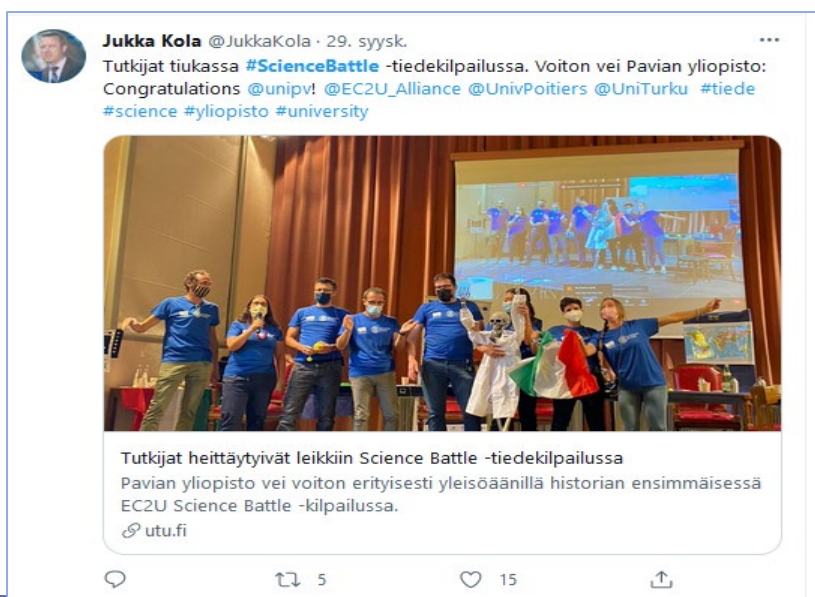 Jukka Kola @JukkaKola · 29. syysk.
Tutkijat tiukassa #ScienceBattle -tiedekilpailussa. Voiton vei Pavian yliopisto:
Congratulations @unipv! @EC2U_Alliance @UnivPoitiers @UniTurku #tiede
#science #yliopisto #university
Tutkijat heittäytyivät leikkiin Science Battle -tiedekilpailussa
Pavian yliopisto vei voiton erityisesti yleisöäänillä historian ensimmäisessä
EC2U Science Battle -kilpailussa.
utu.fi
5 15